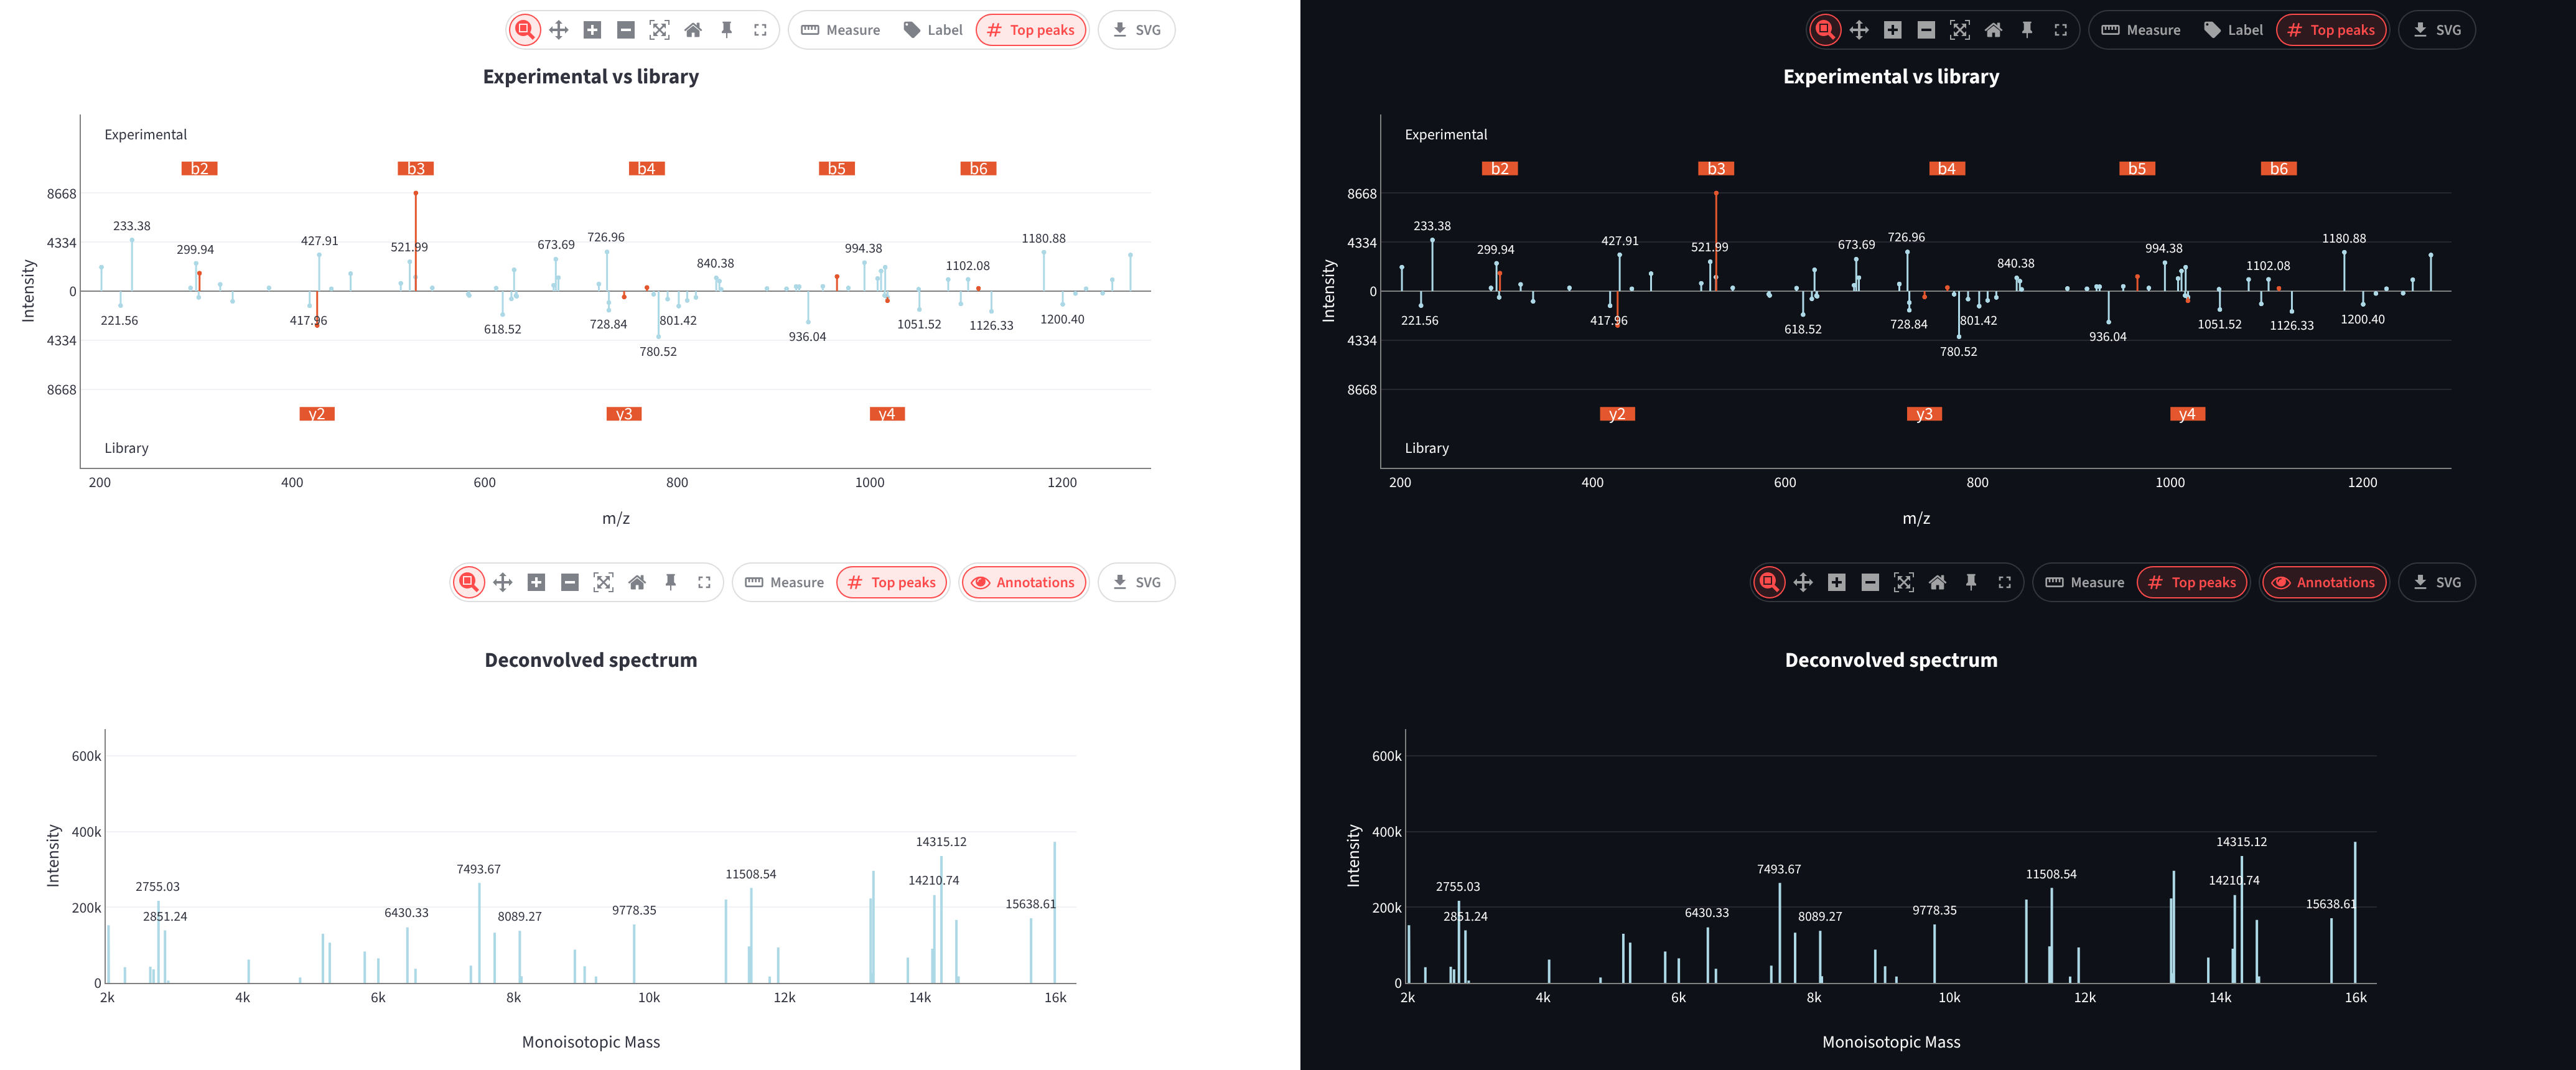 Measure Label # Top peaks SVG
Experimental vs library
Experimental
b2 b3 b4 b5 b6
8668
4334
0
4334
8668
Intensity
233.38 299.94 427.91 521.99 673.69 726.96 840.38 994.38 1102.08 1180.88
221.56 417.96 618.52 728.84 780.52 801.42 936.04 1051.52 1126.33 1200.40
y2 y3 y4
Library
200 400 600 800 1000 1200
m/z
Measure # Top peaks Annotations SVG
Deconvolved spectrum
600k
400k
200k
0
Intensity
2755.03 2851.24 6430.33 7493.67 8089.27 9778.35 11508.54 14210.74 14315.12 15638.61
2k 4k 6k 8k 10k 12k 14k 16k
Monoisotopic Mass
Measure Label # Top peaks SVG
Experimental vs library
Experimental
b2 b3 b4 b5 b6
8668
4334
0
4334
8668
Intensity
233.38 299.94 427.91 521.99 673.69 726.96 840.38 994.38 1102.08 1180.88
221.56 417.96 618.52 728.84 780.52 801.42 936.04 1051.52 1126.33 1200.40
y2 y3 y4
Library
200 400 600 800 1000 1200
m/z
Measure # Top peaks Annotations SVG
Deconvolved spectrum
600k
400k
200k
0
Intensity
2755.03 2851.24 6430.33 7493.67 8089.27 9778.35 11508.54 14210.74 14315.12 15638.61
2k 4k 6k 8k 10k 12k 14k 16k
Monoisotopic Mass